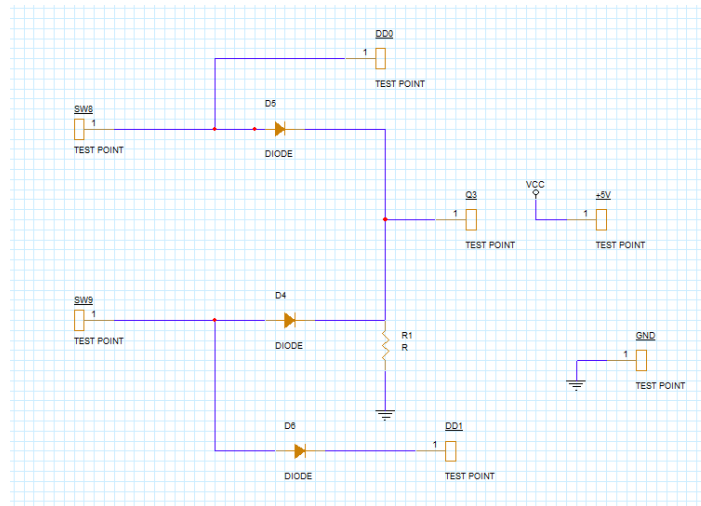 DD0
1
TEST POINT
D5
SW8
1
TEST POINT
DIODE
VCC
Q3
1
TEST POINT
+5V
1
TEST POINT
D4
SW9
1
TEST POINT
DIODE
R1
R
GND
1
TEST POINT
D6
DD1
1
DIODE
TEST POINT